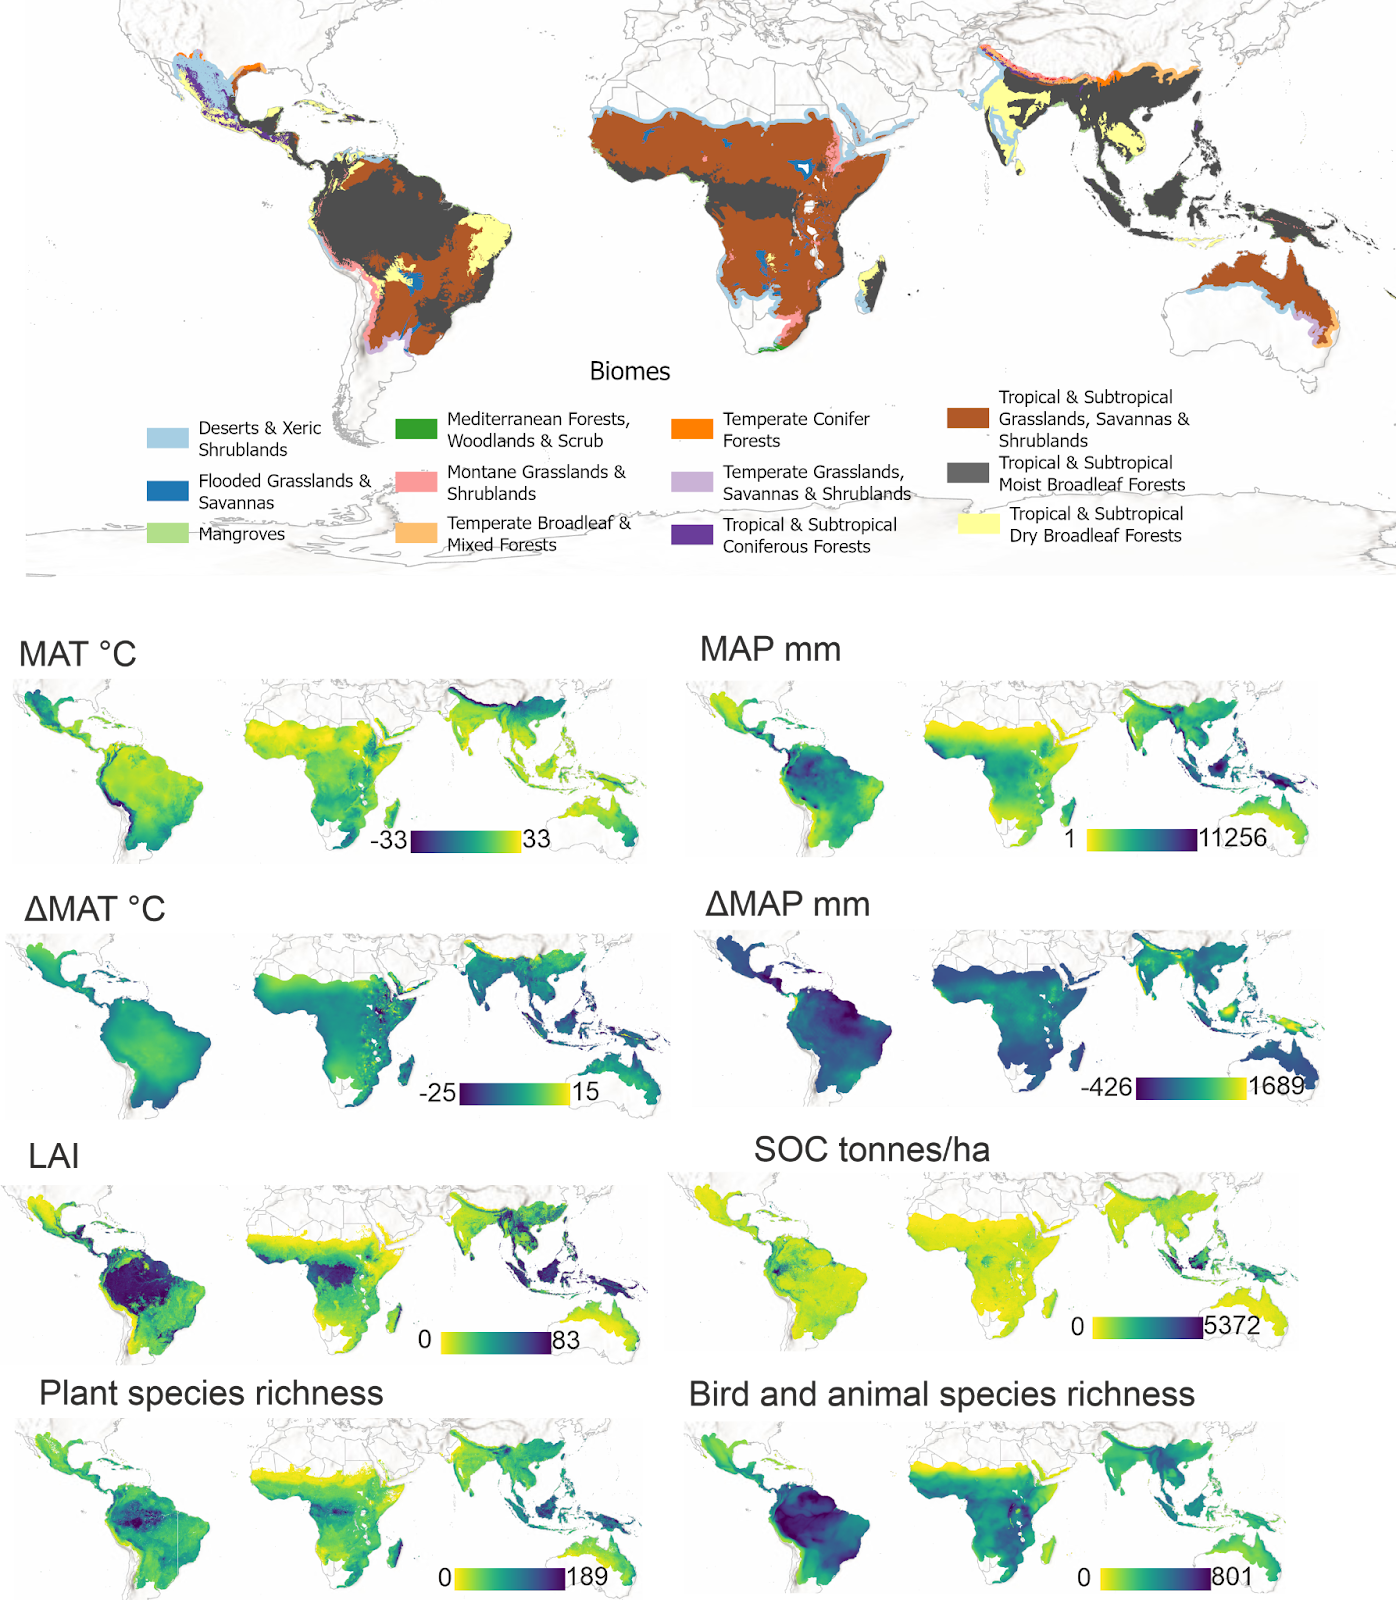 Biomes
Deserts & Xeric
Shrublands
Flooded Grasslands &
Savannas
Mangroves
Mediterranean Forests,
Woodlands & Scrub
Montane Grasslands &
Shrublands
Temperate Broadleaf &
Mixed Forests
Temperate Conifer
Forests
Temperate Grasslands,
Savannas & Shrublands
Tropical & Subtropical
Coniferous Forests
Tropical & Subtropical
Grasslands, Savannas &
Shrublands
Tropical & Subtropical
Moist Broadleaf Forests
Tropical & Subtropical
Dry Broadleaf Forests
MAT °C
-33 33
MAP mm
1 11256
ΔMAT °C
-25 15
ΔMAP mm
-426 1689
LAI
0 83
SOC tonnes/ha
0 5372
Plant species richness
0 189
Bird and animal species richness
0 801